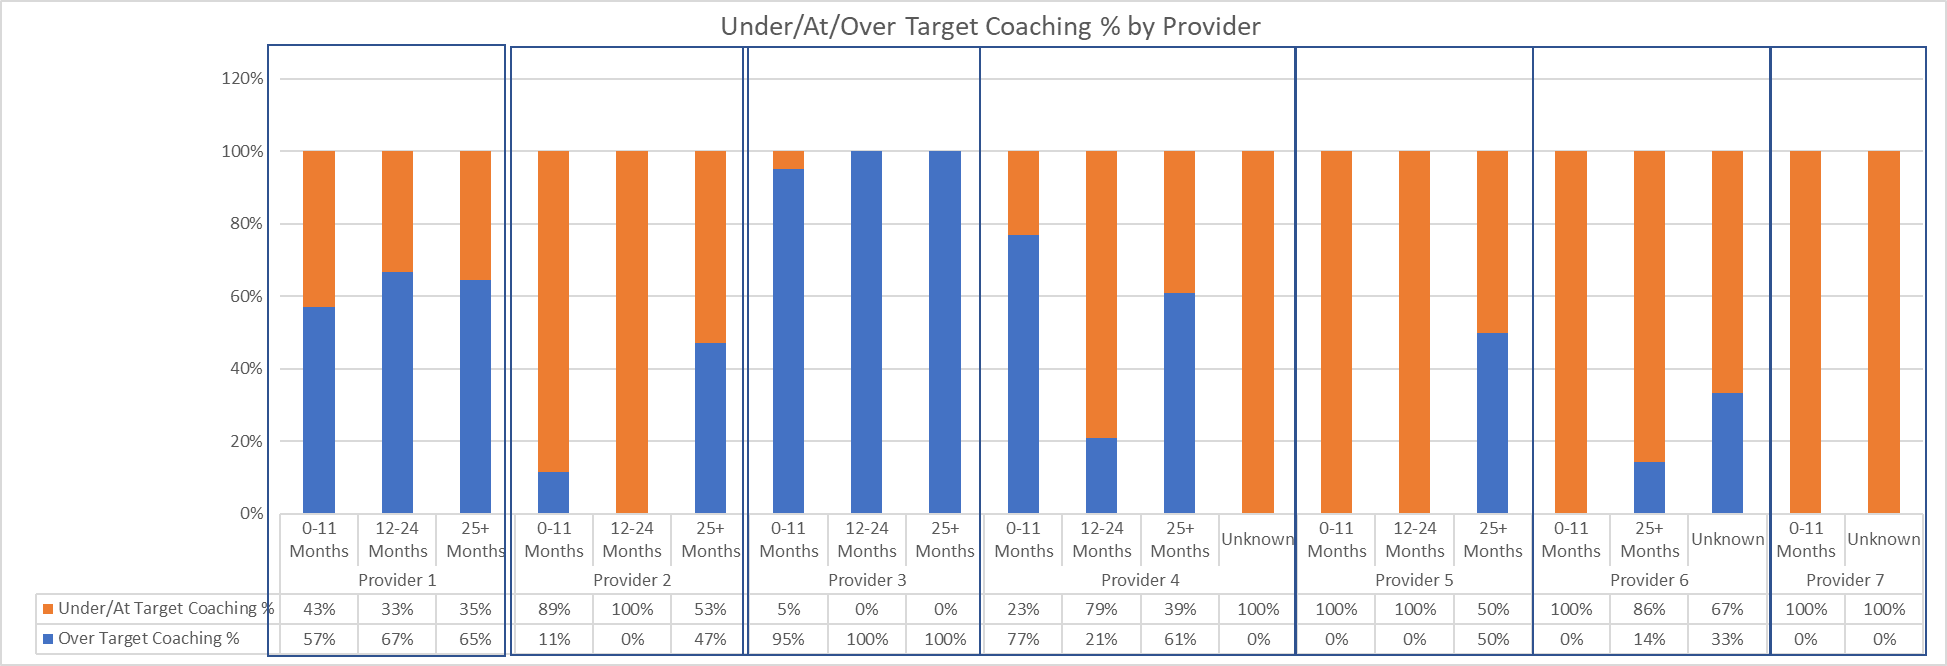 Under/At/Over Target Coaching % by Provider
120%
100%
80%
60%
40%
20%
0%
0-11 Months 12-24 Months 25+ Months 0-11 Months 12-24 Months 25+ Months 0-11 Months 12-24 Months 25+ Months 0-11 Months 12-24 Months 25+ Months Unknown 0-11 Months 12-24 Months 25+ Months 0-11 Months 25+ Months Unknown 0-11 Months Unknown
Provider 1 Provider 2 Provider 3 Provider 4 Provider 5 Provider 6 Provider 7
Under/At Target Coaching % 43% 33% 35% 89% 100% 53% 5% 0% 0% 23% 79% 39% 100% 100% 100% 50% 100% 86% 67% 100% 100%
Over Target Coaching % 57% 67% 65% 11% 0% 47% 95% 100% 100% 77% 21% 61% 0% 0% 0% 50% 0% 14% 33% 0% 0%